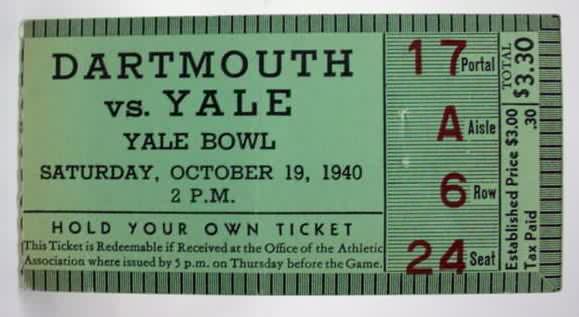 DARTMOUTH
vs. YALE
YALE BOWL
SATURDAY, OCTOBER 19, 1940
2 P.M.
HOLD YOUR OWN TICKET
This Ticket is Redeemable if Received at the Office of the Athletic
Association where issued by 5 p.m. on Thursday before the Game.
17 Portal
A Aisle
6 Row
24 Seat
Established Price $3.00
Tax Paid .30
TOTAL
$3.30